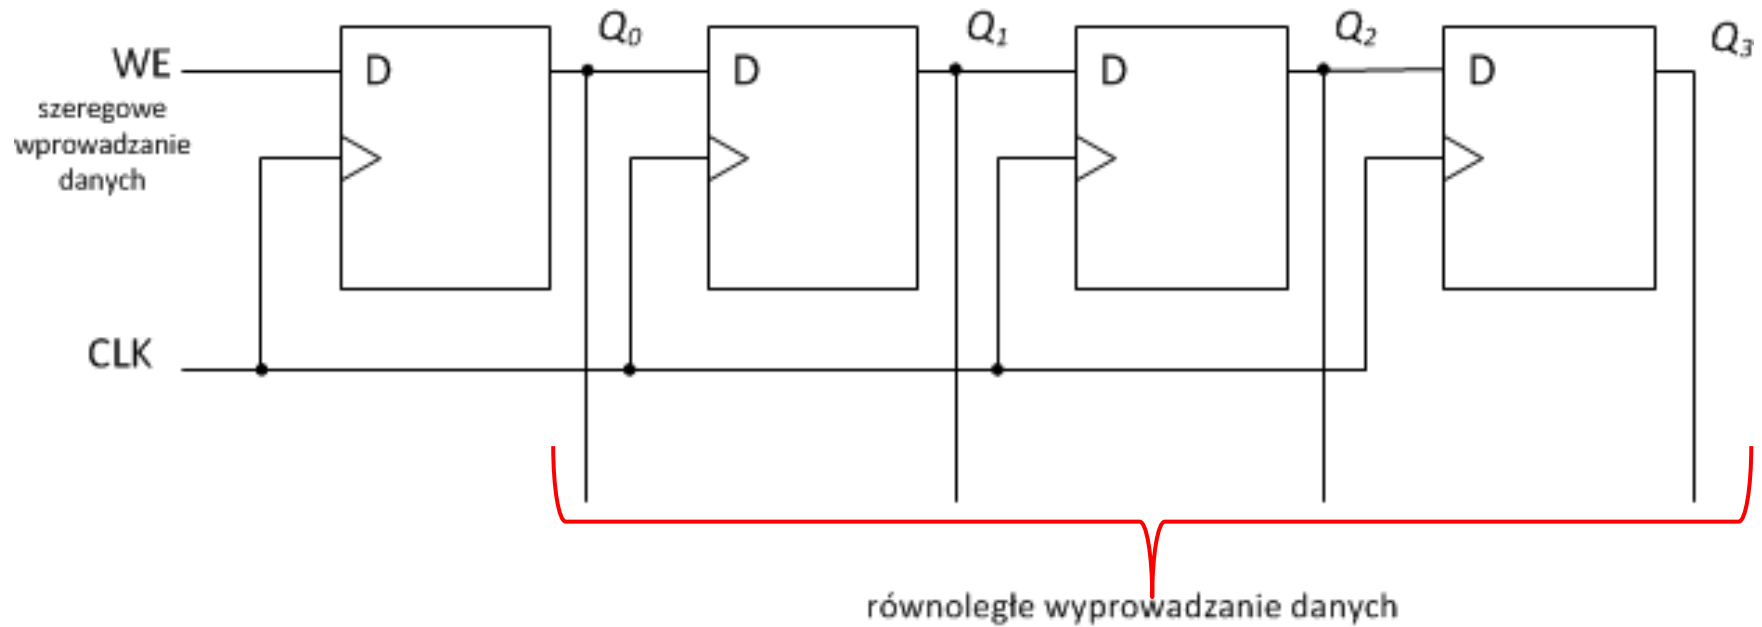 Q₀ Q₁ Q₂ Q₃
WE D D D D
szeregowe
wprowadzanie
danych
CLK
równoległe wyprowadzanie danych